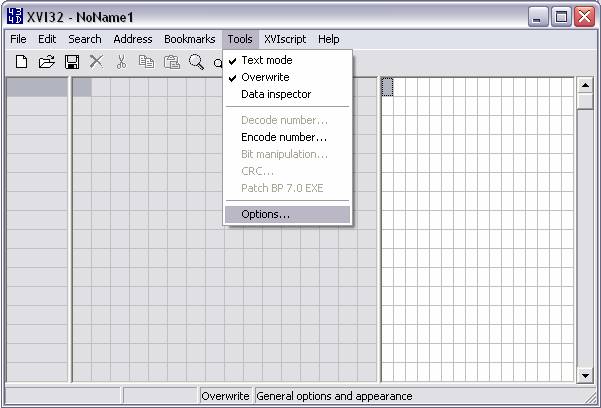 XVI32 - NoName1
File Edit Search Address Bookmarks Tools XVIscript Help
Text mode
Overwrite
Data inspector
Decode number...
Encode number...
Bit manipulation...
CRC...
Patch BP 7.0 EXE
Options...
Overwrite General options and appearance